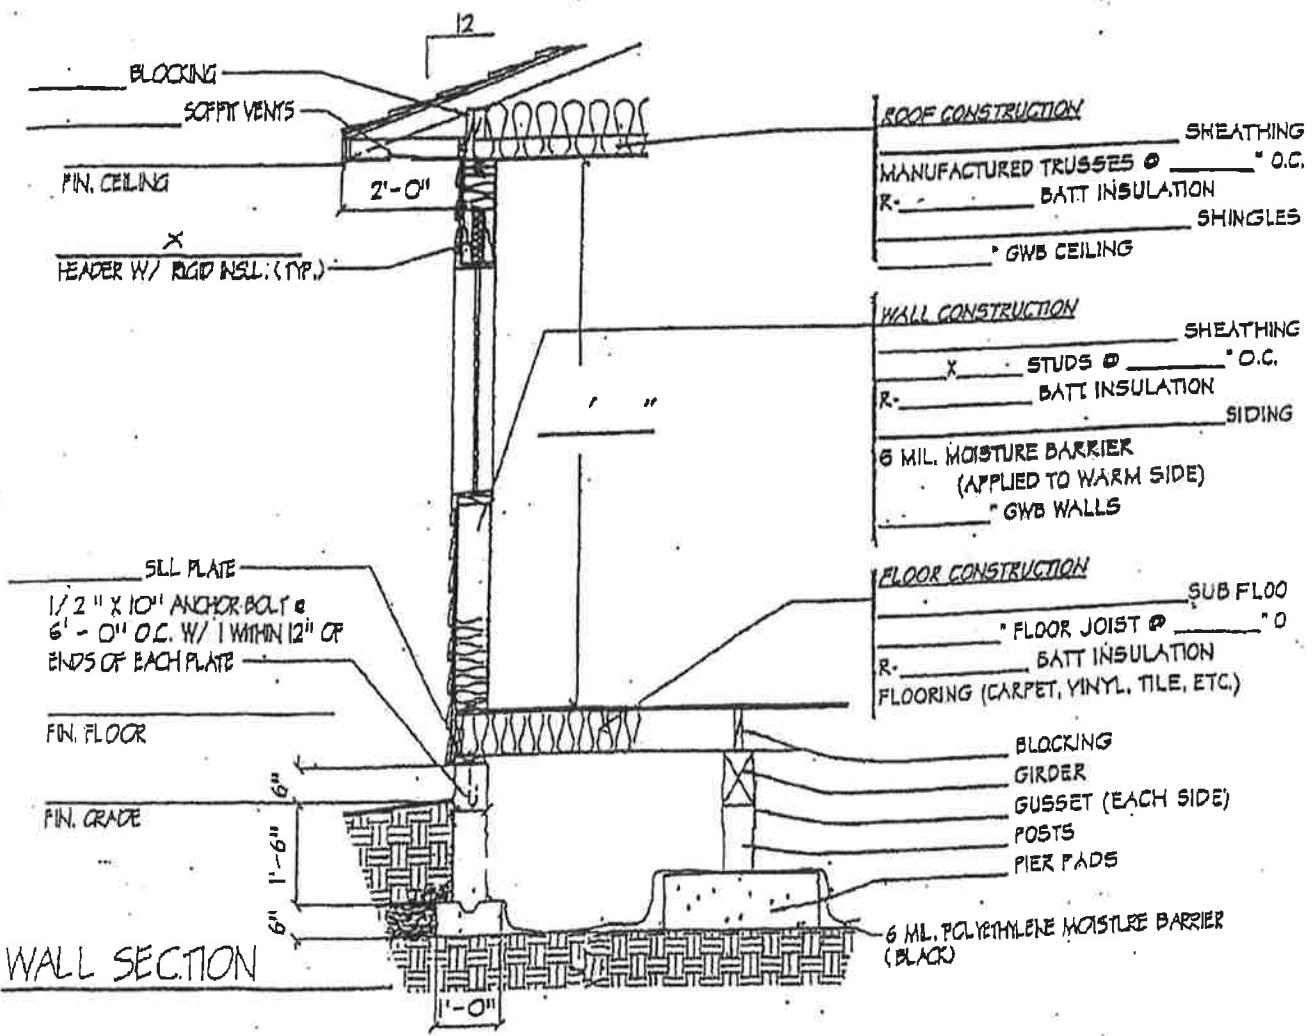 12
BLOCKING
SOFFIT VENTS
FIN. CEILING
2'-0"
X
HEADER W/ RIGID INSUL. (TYP.)
' "
SILL PLATE
1/2" X 10" ANCHOR BOLT @
6'-0" O.C. W/ 1 WITHIN 12" OF
ENDS OF EACH PLATE
FIN. FLOOR
6"
FIN. GRADE
1'-6"
6"
1'-0"
WALL SECTION
ROOF CONSTRUCTION
SHEATHING
MANUFACTURED TRUSSES @ " O.C.
R- BATT INSULATION
SHINGLES
" GWB CEILING
WALL CONSTRUCTION
SHEATHING
X STUDS @ " O.C.
R- BATT INSULATION
SIDING
6 MIL. MOISTURE BARRIER
(APPLIED TO WARM SIDE)
" GWB WALLS
FLOOR CONSTRUCTION
SUB FLOO
" FLOOR JOIST @ " O
R- BATT INSULATION
FLOORING (CARPET, VINYL, TILE, ETC.)
BLOCKING
GIRDER
GUSSET (EACH SIDE)
POSTS
PIER PADS
6 MIL. POLYETHYLENE MOISTURE BARRIER
(BLACK)